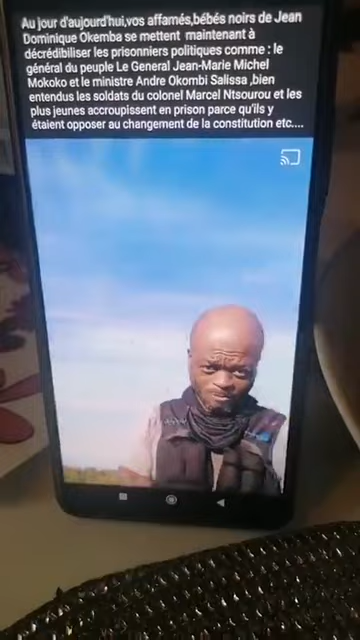 Au jour d'aujourd'hui,vos affamés,bébés noirs de Jean
Dominique Okemba se mettent maintenant à
décrédibiliser les prisonniers politiques comme : le
général du peuple Le General Jean-Marie Michel
Mokoko et le ministre Andre Okombi Salissa ,bien
entendus les soldats du colonel Marcel Ntsourou et les
plus jeunes accroupissent en prison parce qu'ils y
étaient opposer au changement de la constitution etc....